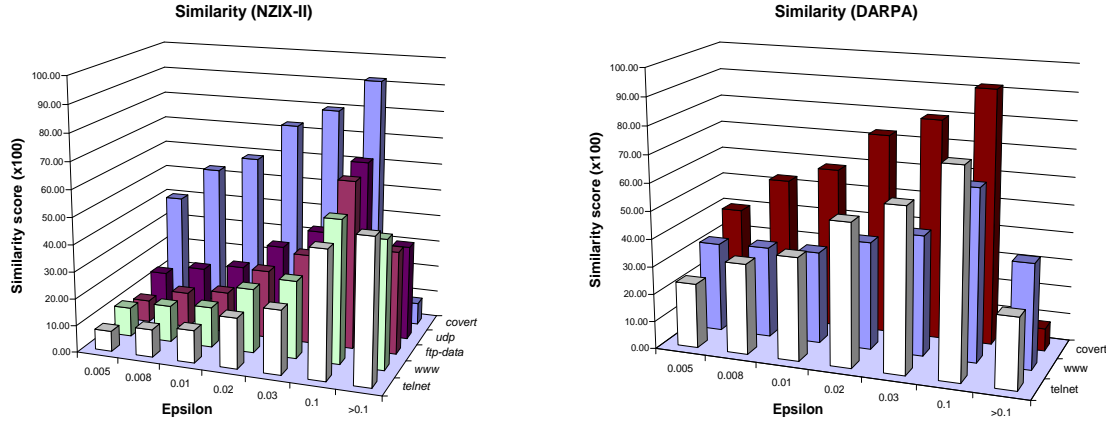 Similarity (NZIX-II)
100.00
90.00
80.00
70.00
60.00
50.00
40.00
30.00
20.00
10.00
0.00
Similarity score (x100)
0.005
0.008
0.01
0.02
0.03
0.1
>0.1
Epsilon
covert
udp
ftp-data
www
telnet
Similarity (DARPA)
100.00
90.00
80.00
70.00
60.00
50.00
40.00
30.00
20.00
10.00
0.00
Similarity score (x100)
0.005
0.008
0.01
0.02
0.03
0.1
>0.1
Epsilon
covert
www
telnet